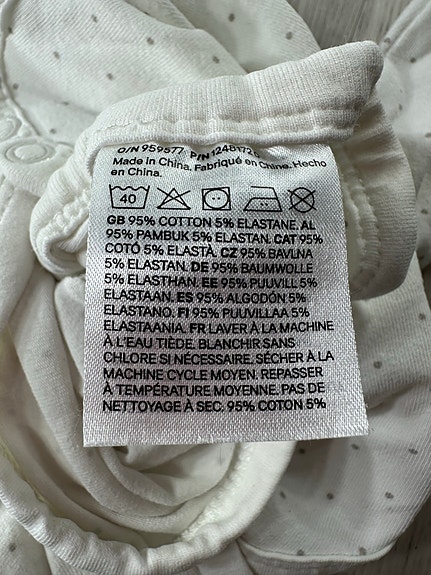 O/N 959577 P/N 1248172
Made in China. Fabriqué en Chine. Hecho
en China.
40
GB 95% COTTON 5% ELASTANE. AL
95% PAMBUK 5% ELASTAN. CAT 95%
COTÓ 5% ELASTÀ. CZ 95% BAVLNA
5% ELASTAN. DE 95% BAUMWOLLE
5% ELASTHAN. EE 95% PUUVILL 5%
ELASTAAN. ES 95% ALGODÓN 5%
ELASTANO. FI 95% PUUVILLAA 5%
ELASTAANIA. FR LAVER À LA MACHINE
À L'EAU TIÈDE. BLANCHIR SANS
CHLORE SI NÉCESSAIRE. SÉCHER À LA
MACHINE CYCLE MOYEN. REPASSER
À TEMPÉRATURE MOYENNE. PAS DE
NETTOYAGE À SEC. 95% COTON 5%